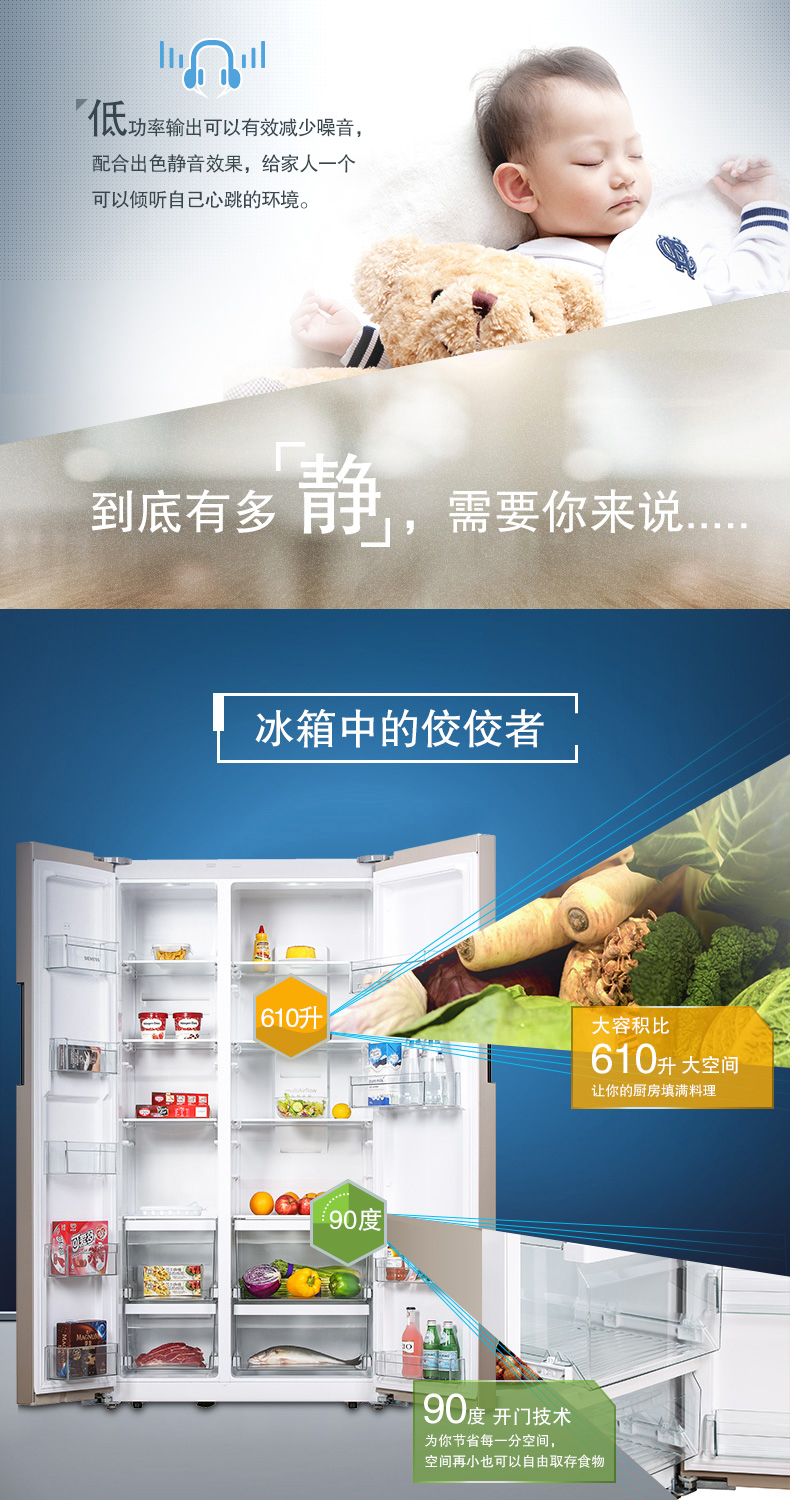 低功率输出可以有效减少噪音，
配合出色静音效果，给家人一个
可以倾听自己心跳的环境。
到底有多「静」，需要你来说.....
冰箱中的佼佼者
SIEMENS
610升
大容积比
610升 大空间
让你的厨房填满料理
multiAirflow
90度
MAGNUM
90度 开门技术
为你节省每一分空间，
空间再小也可以自由取存食物